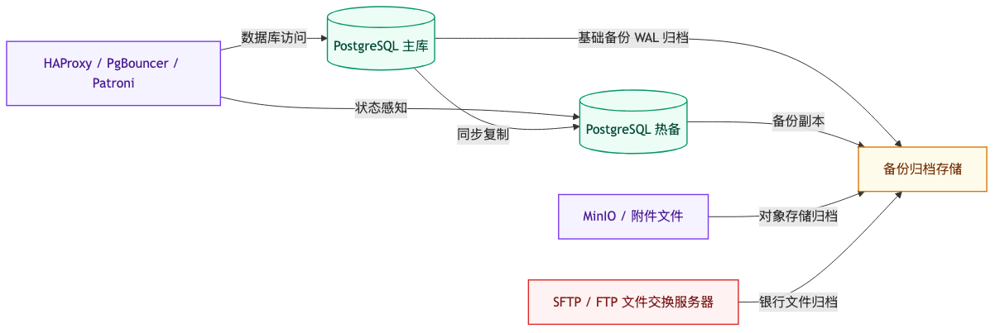 数据库访问
PostgreSQL 主库
基础备份 WAL 归档
HAProxy / PgBouncer /
Patroni
状态感知
同步复制
PostgreSQL 热备
备份副本
备份归档存储
MinIO / 附件文件
对象存储归档
SFTP / FTP 文件交换服务器
银行文件归档